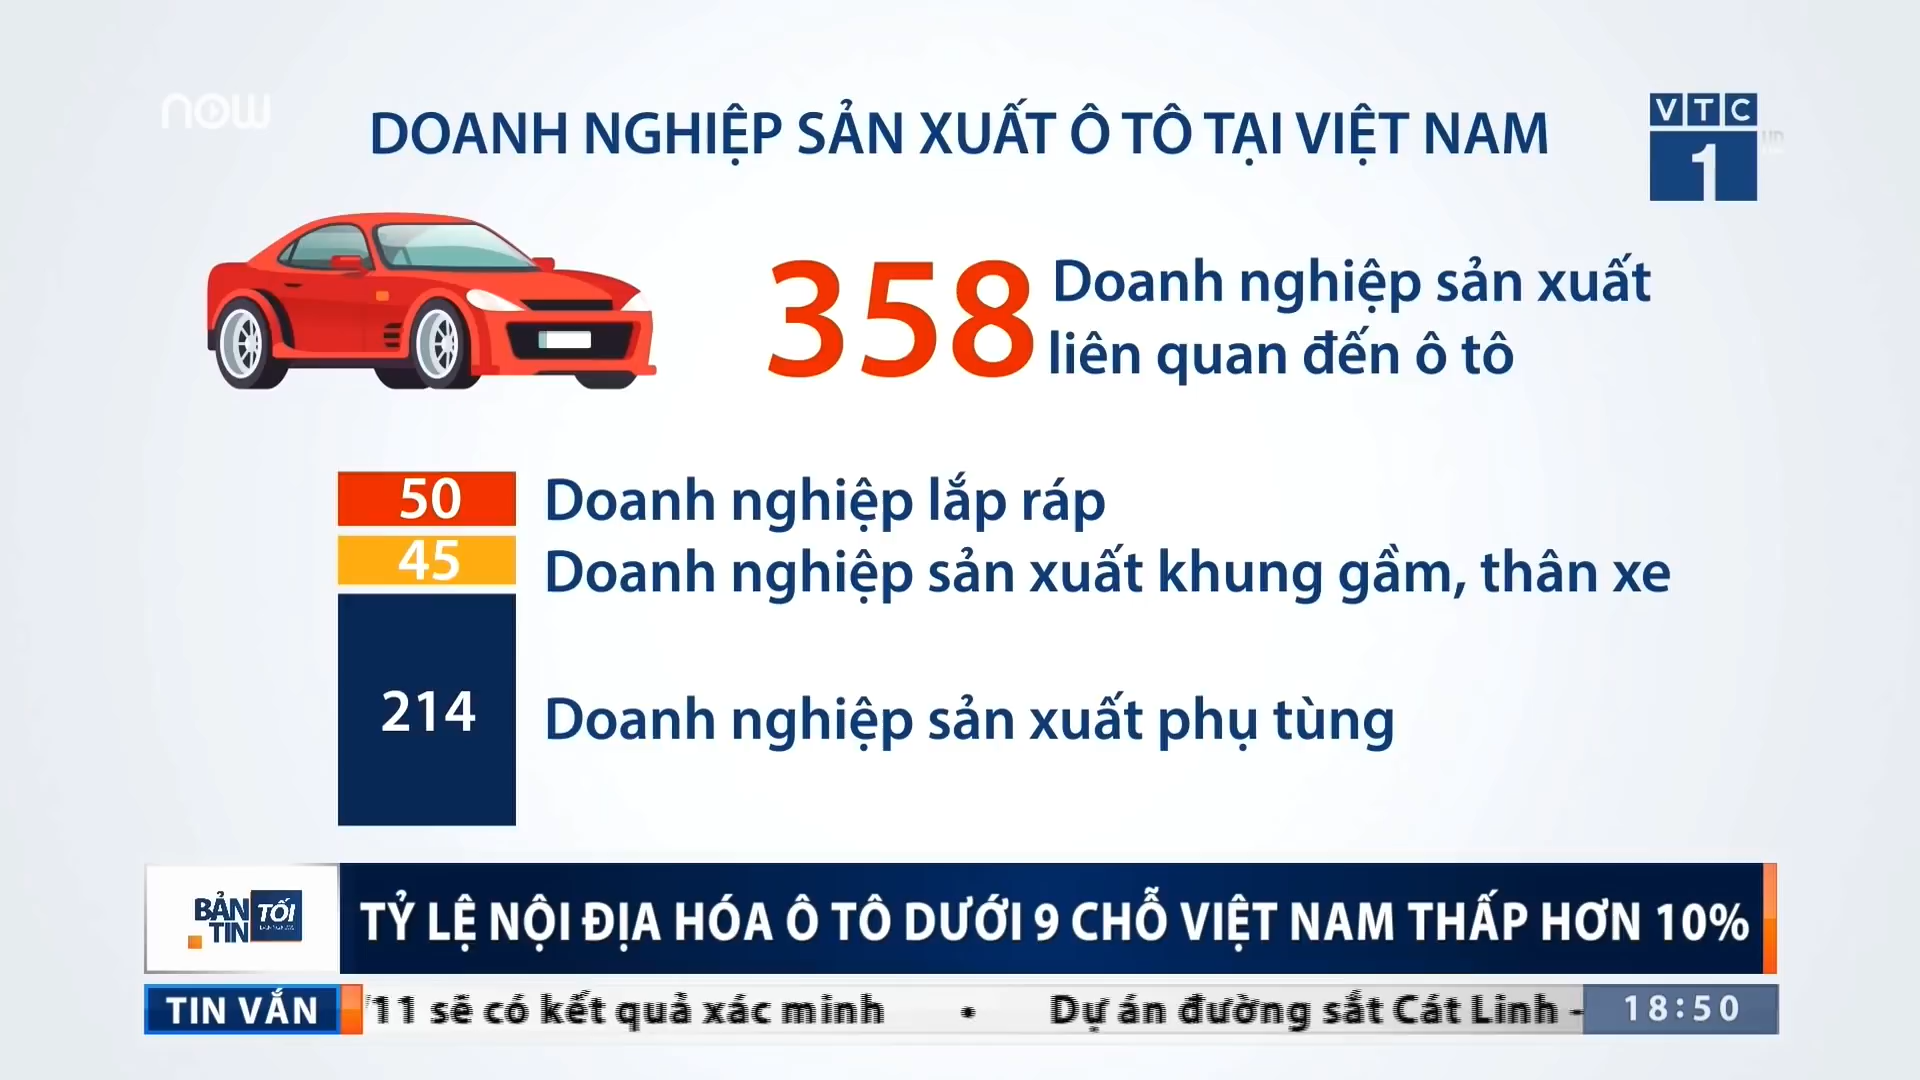 now
DOANH NGHIỆP SẢN XUẤT Ô TÔ TẠI VIỆT NAM
VTC
1
358
Doanh nghiệp sản xuất
liên quan đến ô tô
50
Doanh nghiệp lắp ráp
45
Doanh nghiệp sản xuất khung gầm, thân xe
214
Doanh nghiệp sản xuất phụ tùng
BẢN TIN TỐI
TỶ LỆ NỘI ĐỊA HÓA Ô TÔ DƯỚI 9 CHỖ VIỆT NAM THẤP HƠN 10%
TIN VẮN
/11 sẽ có kết quả xác minh • Dự án đường sắt Cát Linh -
18:50